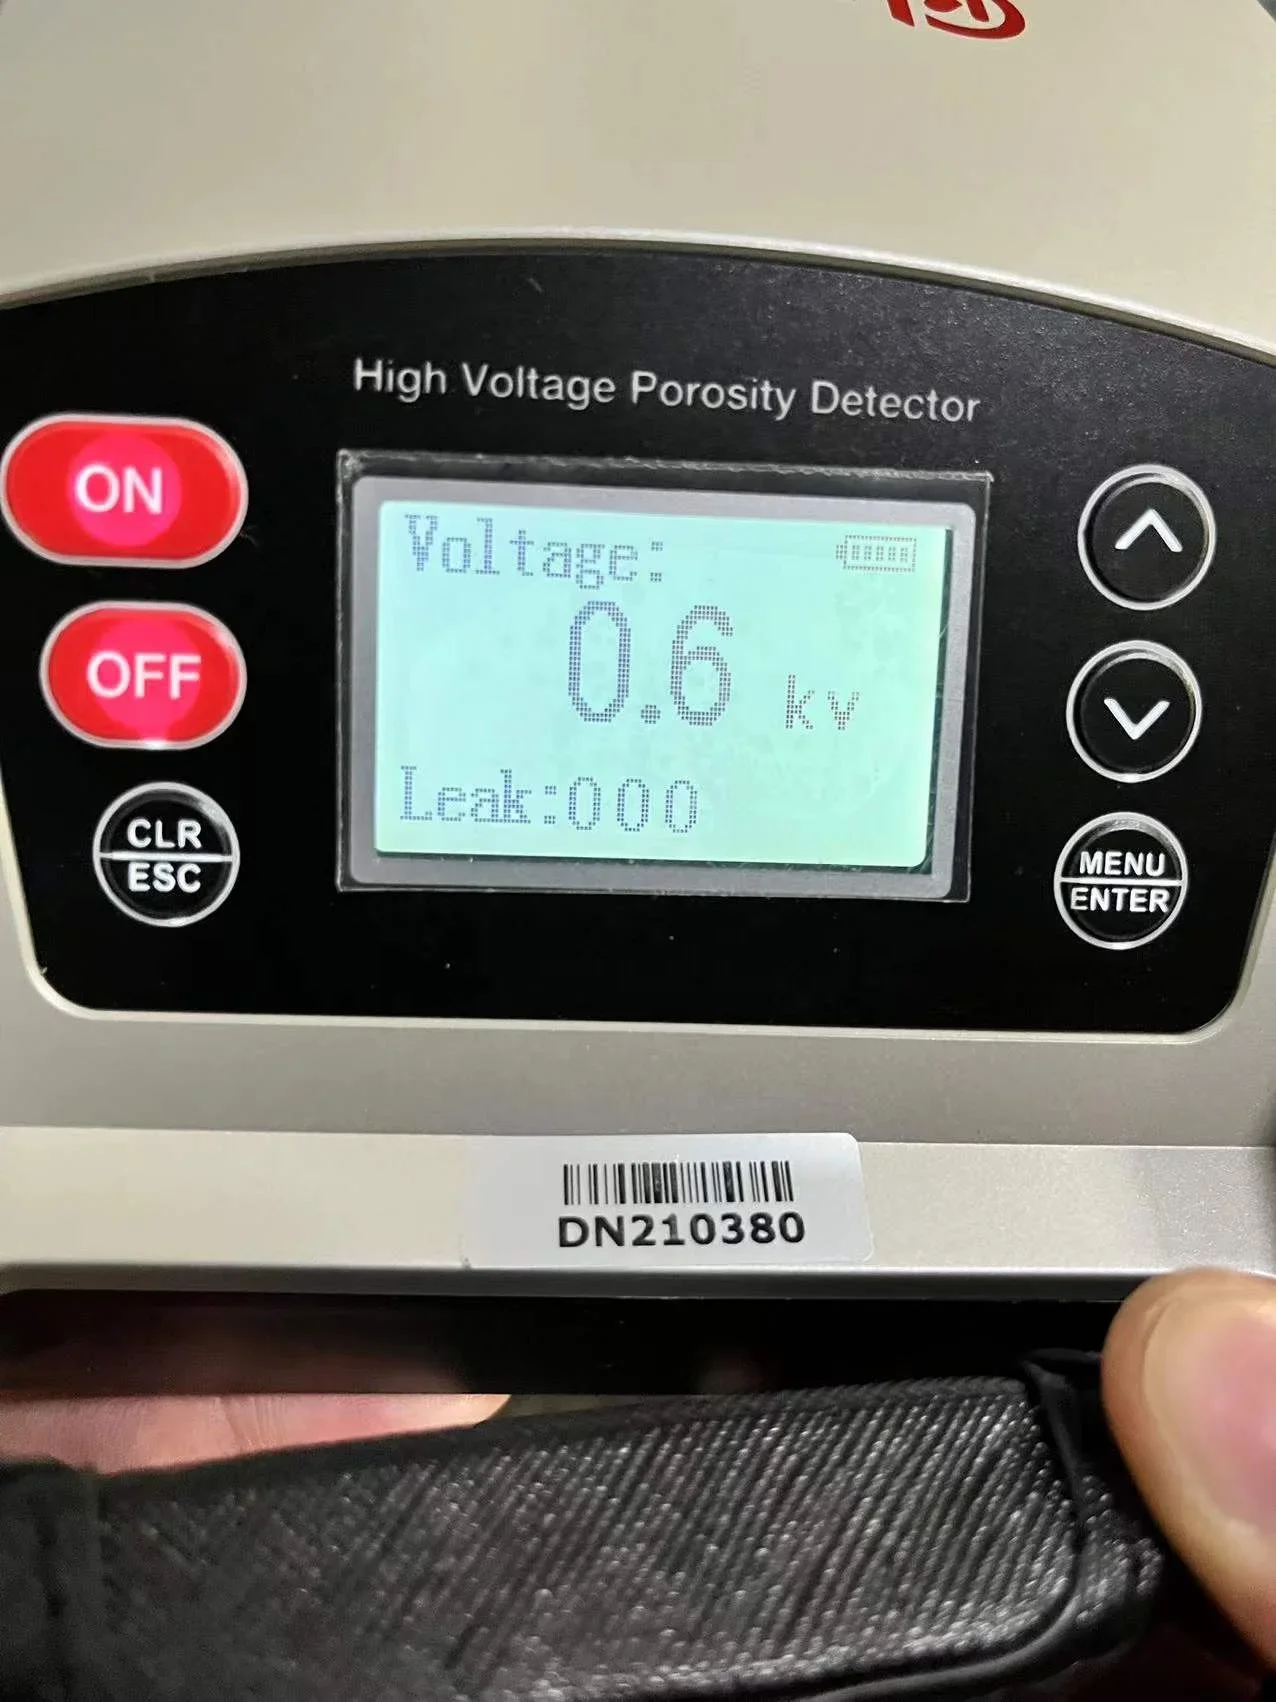 High Voltage Porosity Detector
ON
OFF
CLR
ESC
Voltage:
0.6 kv
Leak:000
MENU
ENTER
DN210380